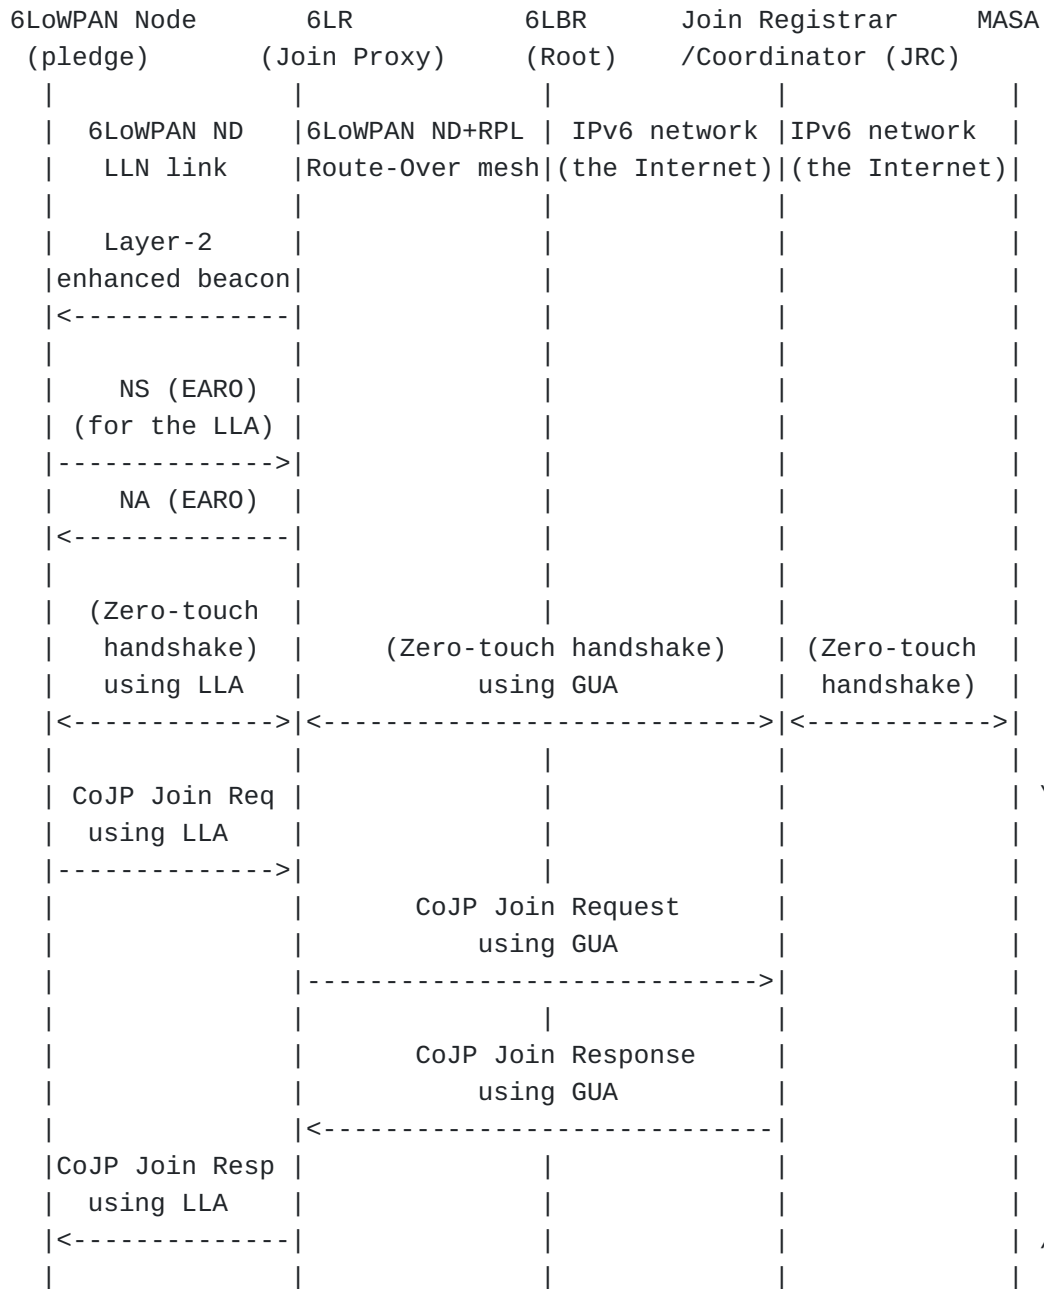 6LoWPAN Node       6LR           6LBR      Join Registrar     MASA
 (pledge)       (Join Proxy)     (Root)    /Coordinator (JRC)
  |               |               |              |              |
  |  6LoWPAN ND   |6LoWPAN ND+RPL | IPv6 network |IPv6 network  |
  |   LLN link    |Route-Over mesh|(the Internet)|(the Internet)|
  |               |               |              |              |
  |   Layer-2     |               |              |              |
  |enhanced beacon|               |              |              |
  |<--------------|               |              |              |
  |               |               |              |              |
  |    NS (EARO)  |               |              |              |
  | (for the LLA) |               |              |              |
  |-------------->|               |              |              |
  |    NA (EARO)  |               |              |              |
  |<--------------|               |              |              |
  |               |               |              |              |
  |  (Zero-touch  |               |              |              |
  |   handshake)  |     (Zero-touch handshake)   | (Zero-touch  |
  |   using LLA   |           using GUA          |  handshake)  |
  |<------------->|<---------------------------->|<------------>|
  |               |               |              |              |
  | CoJP Join Req |               |              |              |
  |  using LLA    |               |              |              |
  |-------------->|               |              |              |
  |               |       CoJP Join Request      |              |
  |               |           using GUA          |              |
  |               |----------------------------->|              |
  |               |               |              |              |
  |               |       CoJP Join Response     |              |
  |               |           using GUA          |              |
  |               |<-----------------------------|              |
  |CoJP Join Resp |               |              |              |
  |  using LLA    |               |              |              |
  |<--------------|               |              |              |
  |               |               |              |              |